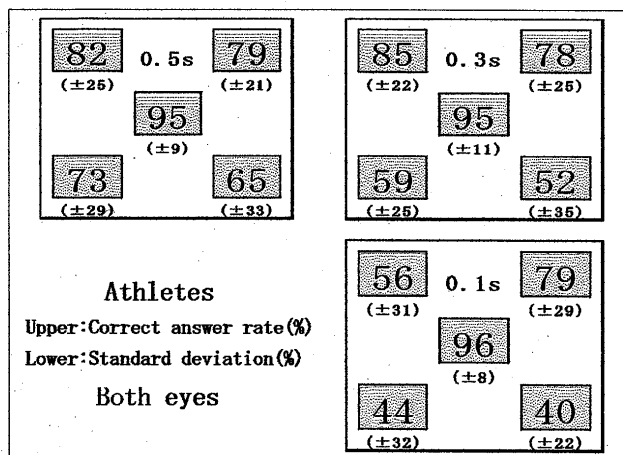 82 0.5s 79
(±25) (±21)
95
(±9)
73 65
(±29) (±33)
85 0.3s 78
(±22) (±25)
95
(±11)
59 52
(±25) (±35)
Athletes
Upper:Correct answer rate(%)
Lower:Standard deviation(%)
Both eyes
56 0.1s 79
(±31) (±29)
96
(±8)
44 40
(±32) (±22)